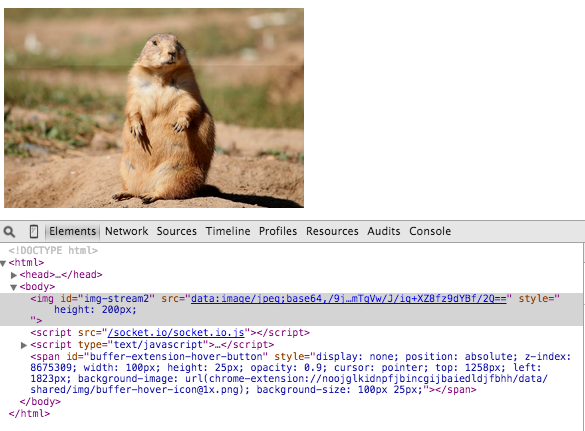 Elements Network Sources Timeline Profiles Resources Audits Console
<!DOCTYPE html>
<html>
<head>…</head>
<body>
<img id="img-stream2" src="data:image/jpeg;base64,/9j…mTqVw/J/iq+XZ8fz9dYBf/2Q==" style="
height: 200px;
">
<script src="/socket.io/socket.io.js"></script>
<script type="text/javascript">…</script>
<span id="buffer-extension-hover-button" style="display: none; position: absolute; z-index:
8675309; width: 100px; height: 25px; opacity: 0.9; cursor: pointer; top: 1258px; left:
1823px; background-image: url(chrome-extension://noojglkidnpfjbincgijbaiedldjfbhh/data/
shared/img/buffer-hover-icon@1x.png); background-size: 100px 25px;"></span>
</body>
</html>